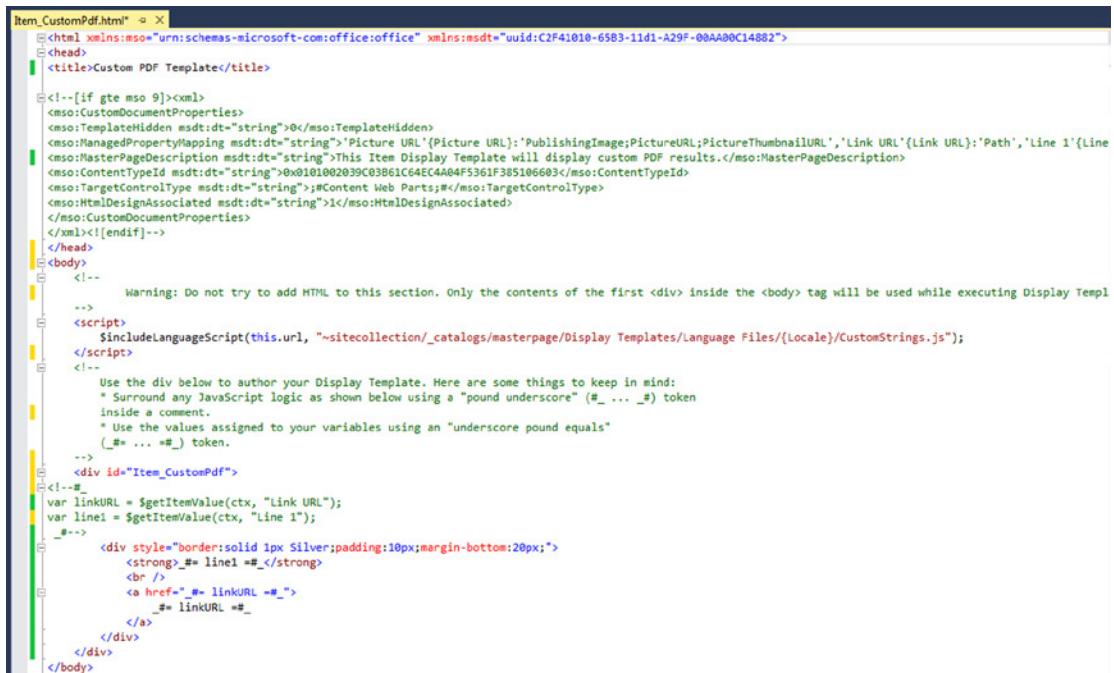 Item_CustomPdf.html*
<html xmlns:mso="urn:schemas-microsoft-com:office:office" xmlns:msdt="uuid:C2F41010-65B3-11d1-A29F-00AA00C14882">
<head>
<title>Custom PDF Template</title>
<!--[if gte mso 9]><xml>
<mso:CustomDocumentProperties>
<mso:TemplateHidden msdt:dt="string">0</mso:TemplateHidden>
<mso:ManagedPropertyMapping msdt:dt="string">'Picture URL'{Picture URL}:'PublishingImage;PictureURL;PictureThumbnailURL','Link URL'{Link URL}:'Path','Line 1'{Line
<mso:MasterPageDescription msdt:dt="string">This Item Display Template will display custom PDF results.</mso:MasterPageDescription>
<mso:ContentTypeId msdt:dt="string">0x0101002039C03B61C64EC4A04F5361F385106603</mso:ContentTypeId>
<mso:TargetControlType msdt:dt="string">;#Content Web Parts;#</mso:TargetControlType>
<mso:HtmlDesignAssociated msdt:dt="string">1</mso:HtmlDesignAssociated>
</mso:CustomDocumentProperties>
</xml><![endif]-->
</head>
<body>
<!--
Warning: Do not try to add HTML to this section. Only the contents of the first <div> inside the <body> tag will be used while executing Display Templ
-->
<script>
$includeLanguageScript(this.url, "~sitecollection/_catalogs/masterpage/Display Templates/Language Files/{Locale}/CustomStrings.js");
</script>
<!--
Use the div below to author your Display Template. Here are some things to keep in mind:
* Surround any JavaScript logic as shown below using a "pound underscore" (#_ ... _#) token
inside a comment.
* Use the values assigned to your variables using an "underscore pound equals"
(_#= ... =#_) token.
-->
<div id="Item_CustomPdf">
<!--#_
var linkURL = $getItemValue(ctx, "Link URL");
var line1 = $getItemValue(ctx, "Line 1");
_#-->
<div style="border:solid 1px Silver;padding:10px;margin-bottom:20px;">
<strong>_#= line1 =#_</strong>
<br />
<a href="_#= linkURL =#_">
_#= linkURL =#_
</a>
</div>
</div>
</body>